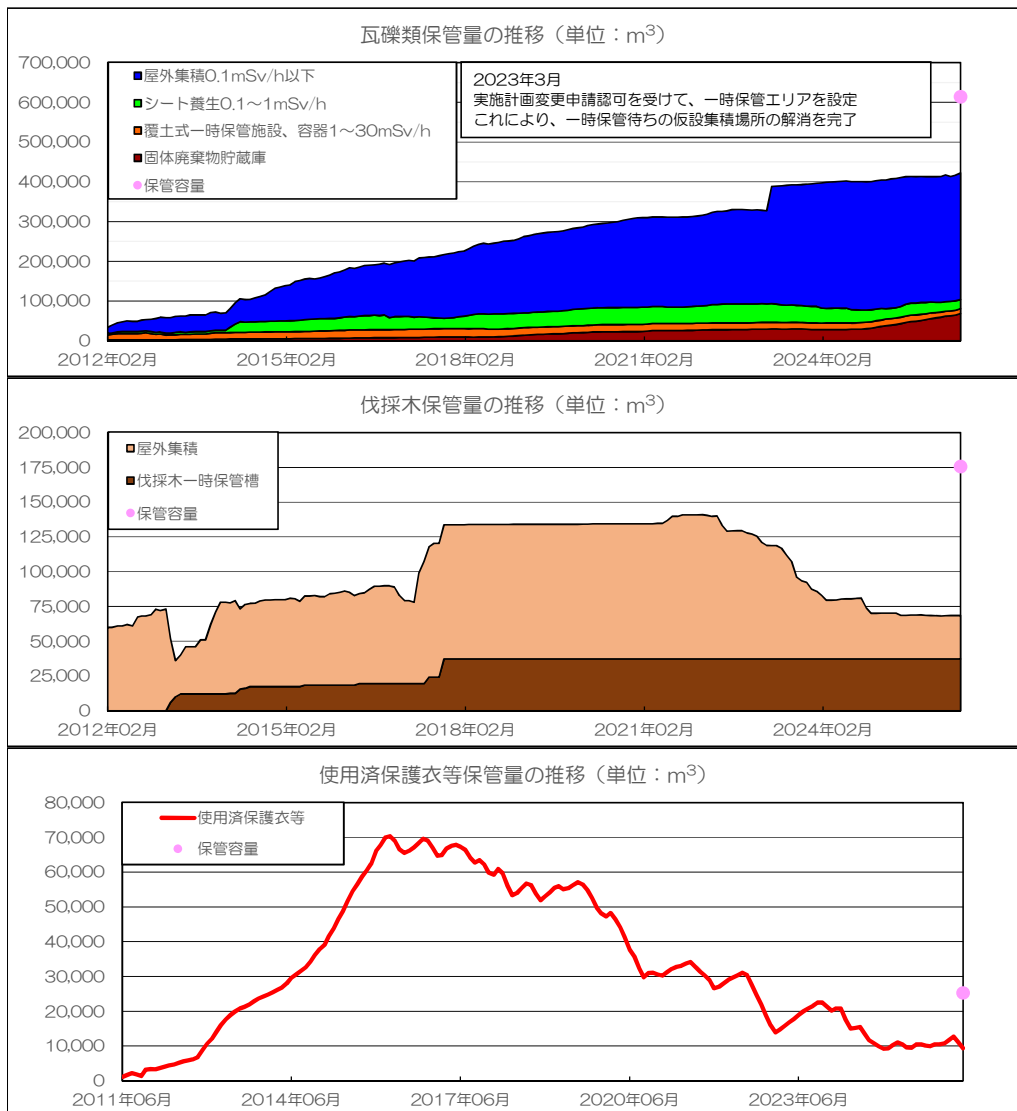 瓦礫類保管量の推移（単位：m³）
700,000
600,000
500,000
400,000
300,000
200,000
100,000
0
屋外集積0.1mSv/h以下
シート養生0.1～1mSv/h
覆土式一時保管施設、容器1～30mSv/h
固体廃棄物貯蔵庫
保管容量
2023年3月
実施計画変更申請認可を受けて、一時保管エリアを設定
これにより、一時保管待ちの仮設集積場所の解消を完了
2012年02月 2015年02月 2018年02月 2021年02月 2024年02月
伐採木保管量の推移（単位：m³）
200,000
175,000
150,000
125,000
100,000
75,000
50,000
25,000
0
屋外集積
伐採木一時保管槽
保管容量
2012年02月 2015年02月 2018年02月 2021年02月 2024年02月
使用済保護衣等保管量の推移（単位：m³）
80,000
70,000
60,000
50,000
40,000
30,000
20,000
10,000
0
使用済保護衣等
保管容量
2011年06月 2014年06月 2017年06月 2020年06月 2023年06月